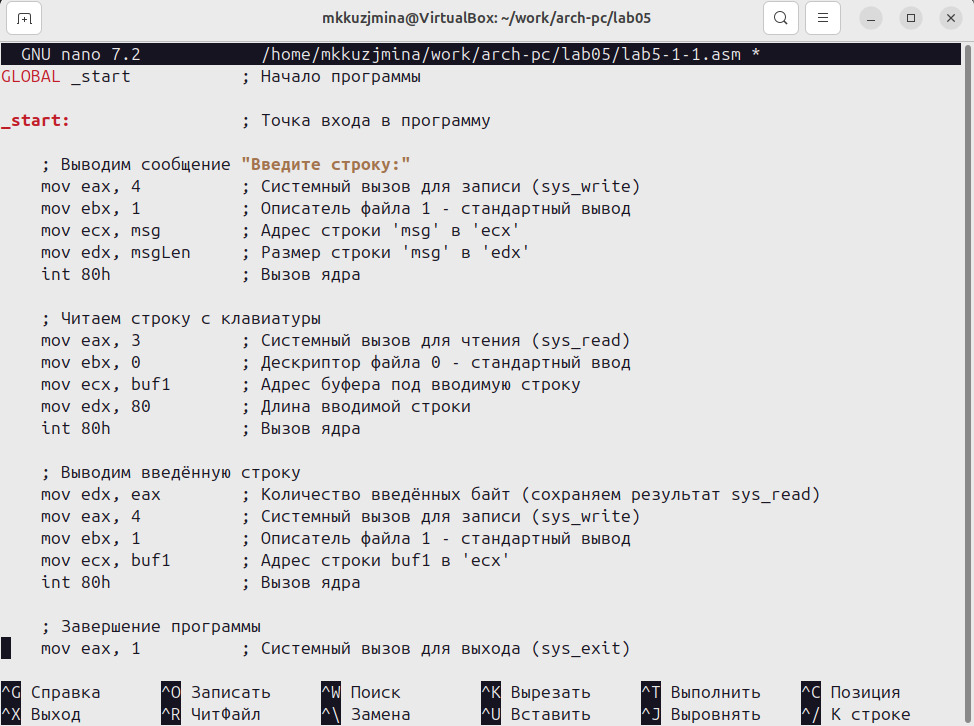 mkkuzjmina@VirtualBox: ~/work/arch-pc/lab05
GNU nano 7.2 /home/mkkuzjmina/work/arch-pc/lab05/lab5-1-1.asm *
GLOBAL _start ; Начало программы
_start: ; Точка входа в программу
; Выводим сообщение "Введите строку:"
mov eax, 4 ; Системный вызов для записи (sys_write)
mov ebx, 1 ; Описатель файла 1 - стандартный вывод
mov ecx, msg ; Адрес строки 'msg' в 'ecx'
mov edx, msgLen ; Размер строки 'msg' в 'edx'
int 80h ; Вызов ядра
; Читаем строку с клавиатуры
mov eax, 3 ; Системный вызов для чтения (sys_read)
mov ebx, 0 ; Дескриптор файла 0 - стандартный ввод
mov ecx, buf1 ; Адрес буфера под вводимую строку
mov edx, 80 ; Длина вводимой строки
int 80h ; Вызов ядра
; Выводим введённую строку
mov edx, eax ; Количество введённых байт (сохраняем результат sys_read)
mov eax, 4 ; Системный вызов для записи (sys_write)
mov ebx, 1 ; Описатель файла 1 - стандартный вывод
mov ecx, buf1 ; Адрес строки buf1 в 'ecx'
int 80h ; Вызов ядра
; Завершение программы
mov eax, 1 ; Системный вызов для выхода (sys_exit)
^G Справка ^O Записать ^W Поиск ^K Вырезать ^T Выполнить ^C Позиция
^X Выход ^R ЧитФайл ^\ Замена ^U Вставить ^J Выровнять ^/ К строке